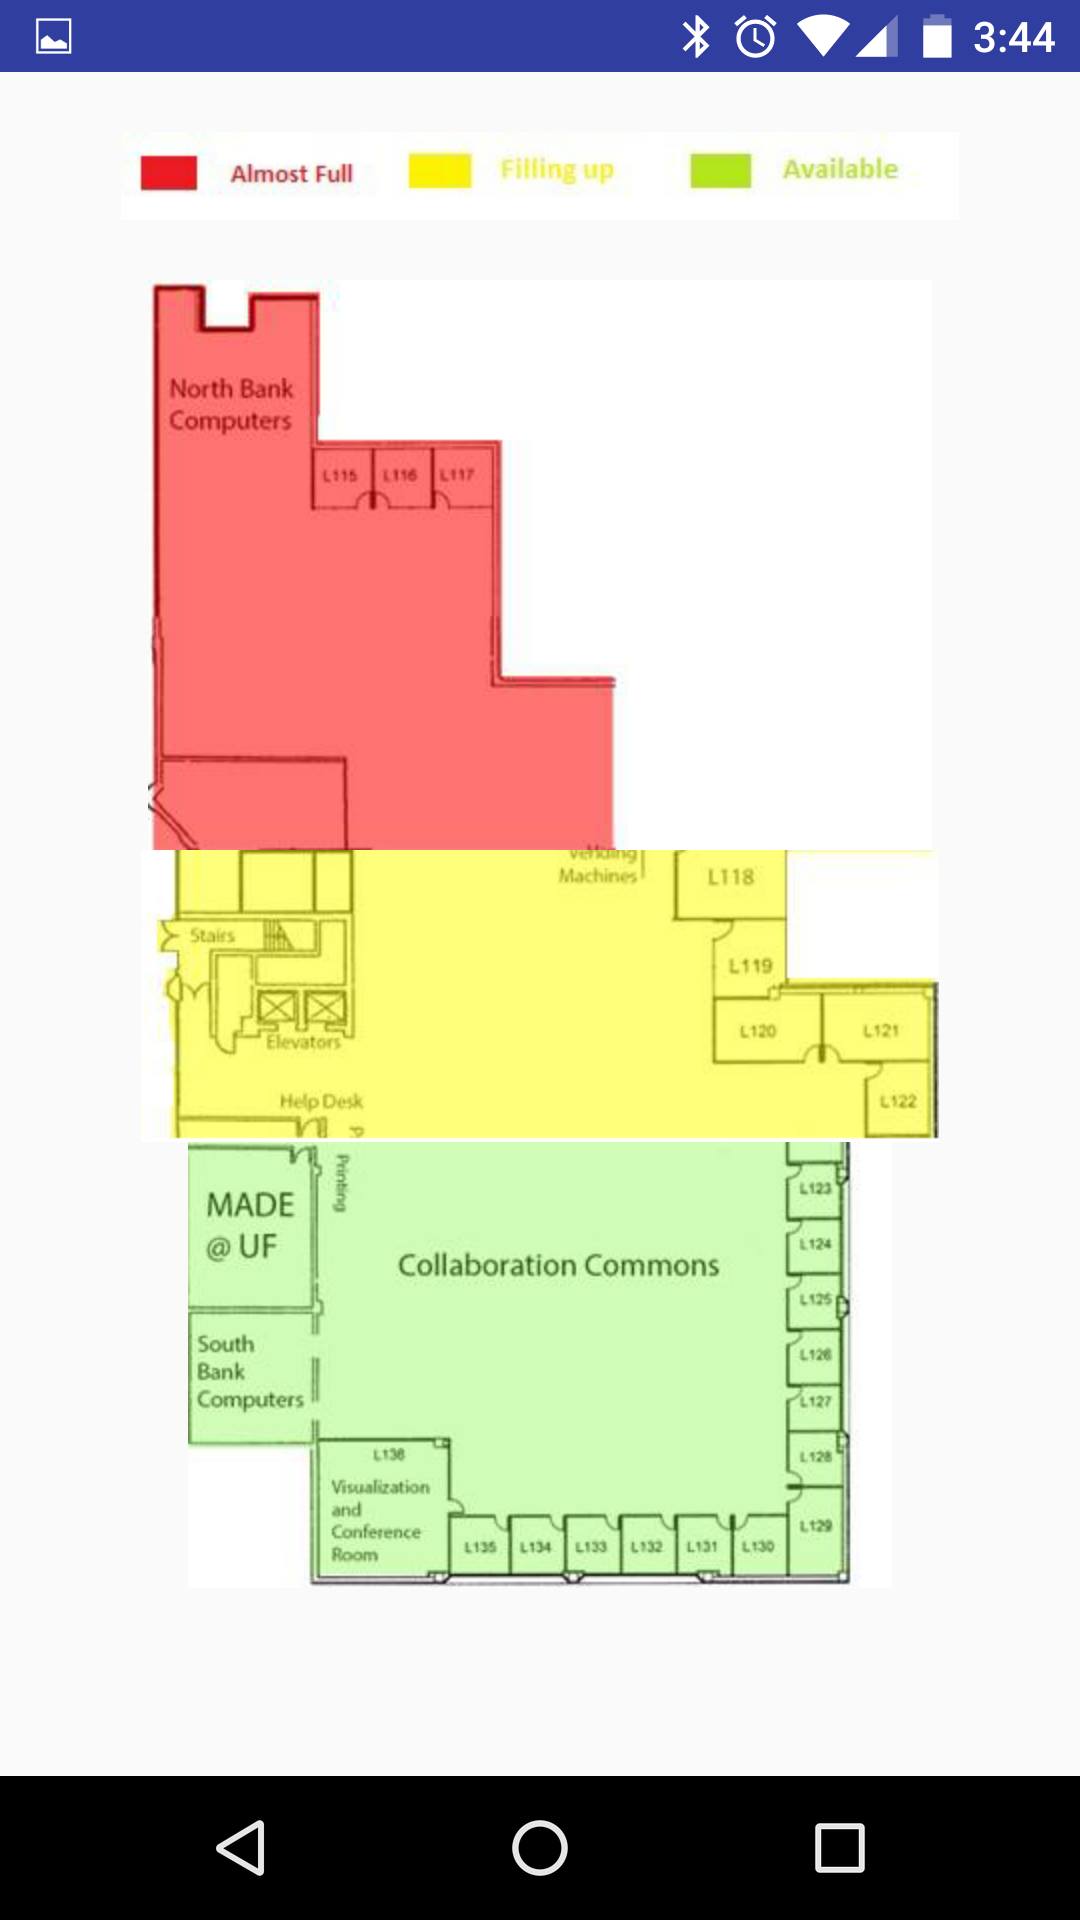 3:44
Almost Full
Filling up
Available
North Bank
Computers
L115
L116
L117
Vending
Machines
L118
Stairs
L119
L120
L121
Elevators
L122
Help Desk
P
Printing
L123
MADE
@ UF
L124
Collaboration Commons
L125
South
Bank
Computers
L126
L127
L136
L128
Visualization
and
Conference
Room
L129
L135
L134
L133
L132
L131
L130